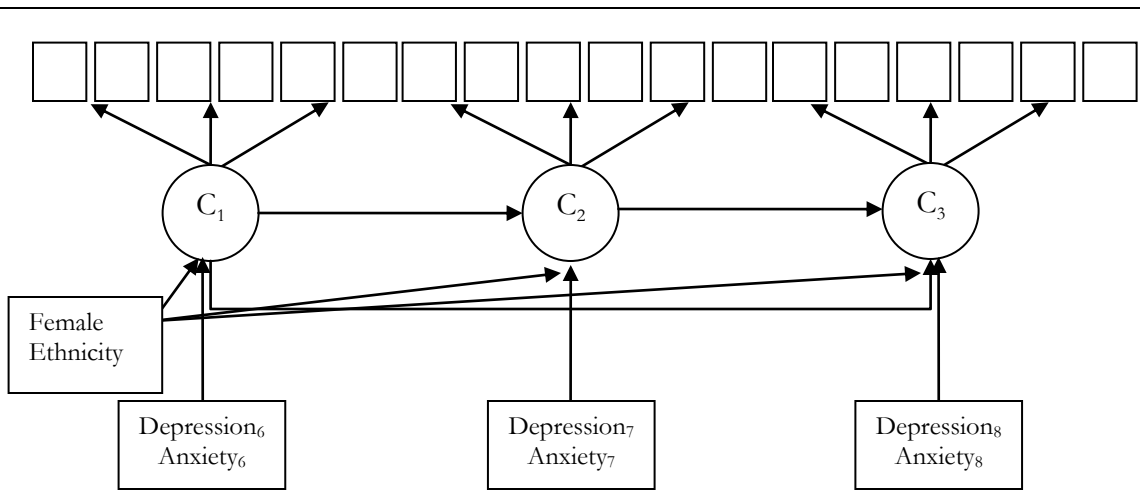 C₁
C₂
C₃
Female
Ethnicity
Depression₆
Anxiety₆
Depression₇
Anxiety₇
Depression₈
Anxiety₈